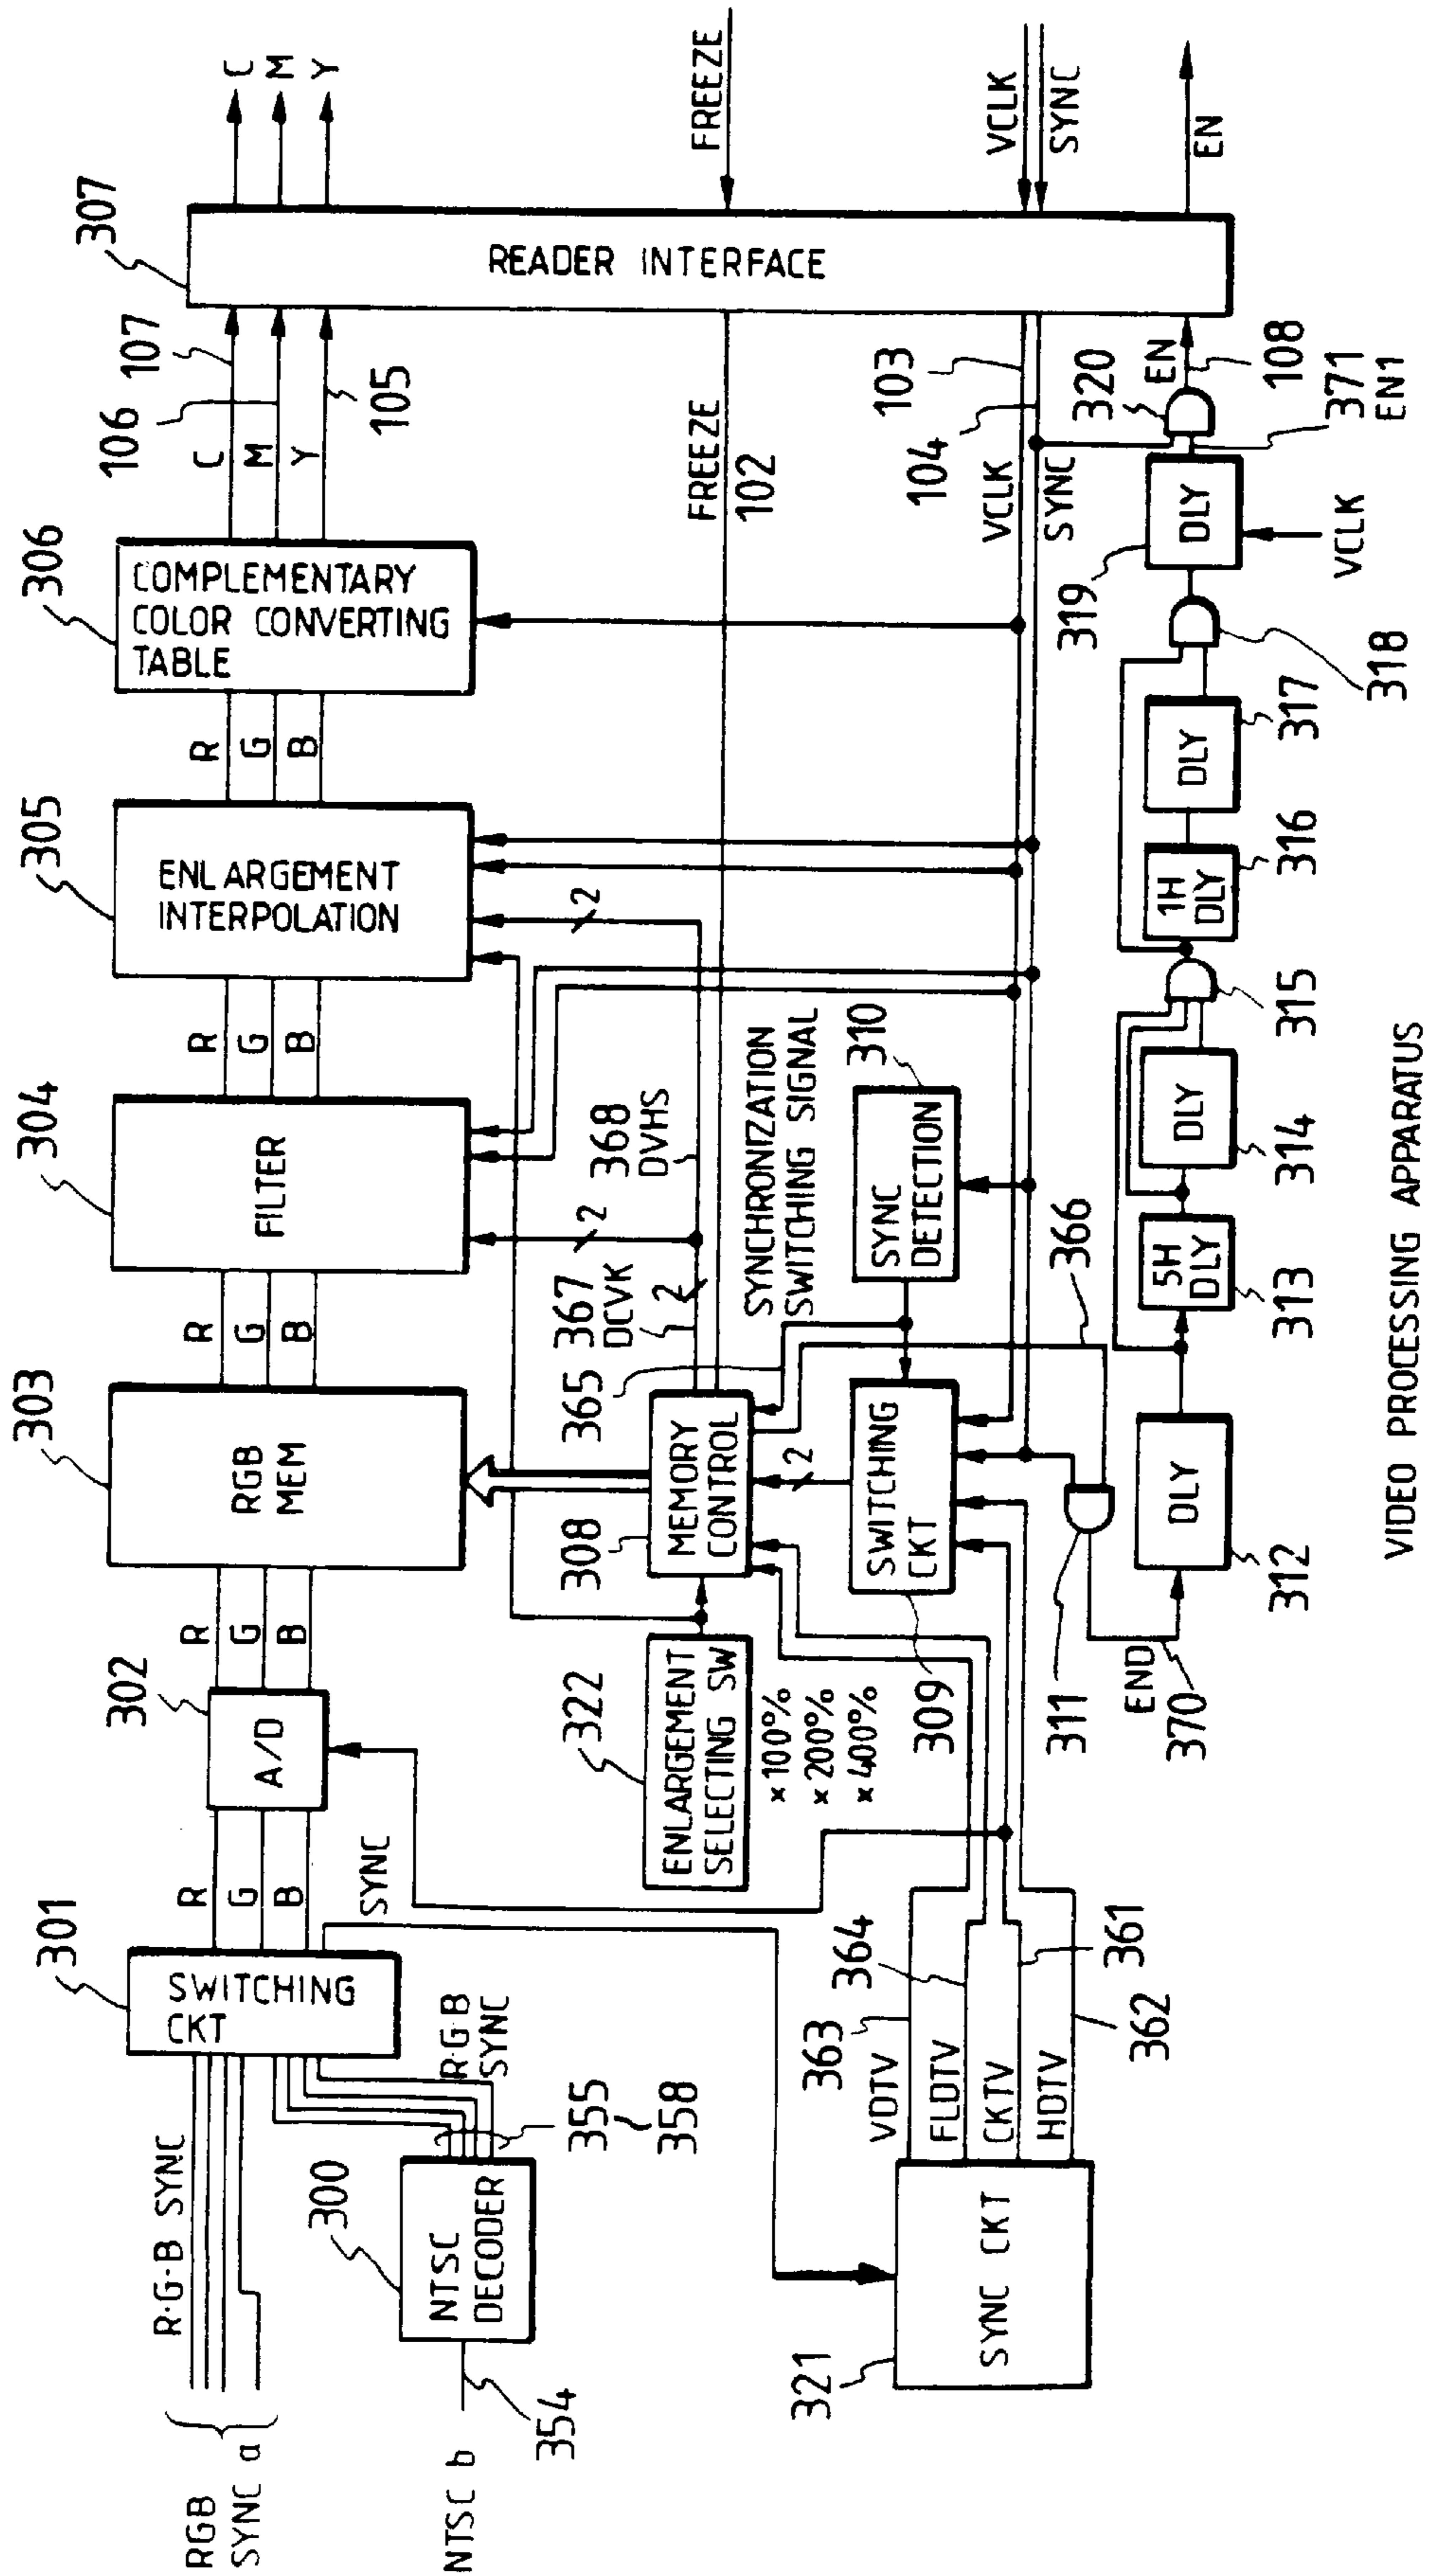 RGB
SYNC a
R·G·B SYNC
NTSC b
354
300
NTSC
DECODER
355
358
R·G·B
SYNC
301
SWITCHING
CKT
R
G
B
SYNC
302
A/D
R
G
B
303
RGB
MEM
R
G
B
304
FILTER
R
G
B
305
ENLARGEMENT
INTERPOLATION
R
G
B
306
COMPLEMENTARY
COLOR CONVERTING
TABLE
C
M
Y
106
107
105
307
READER INTERFACE
C
M
Y
FREEZE
VCLK
SYNC
EN
FREEZE
102
103
104
VCLK
SYNC
322
ENLARGEMENT
SELECTING SW
×100%
×200%
×400%
308
MEMORY
CONTROL
365
367
DCVK
2
2
368
DVHS
2
SYNCHRONIZATION
SWITCHING SIGNAL
310
SYNC
DETECTION
2
SWITCHING
CKT
309
366
321
SYNC CKT
VDTV
363
FLDTV
364
CKTV
361
HDTV
362
311
END
370
DLY
312
5H
DLY
313
DLY
314
315
1H
DLY
316
DLY
317
318
319
DLY
VCLK
320
EN
108
371
EN1
VIDEO PROCESSING APPARATUS